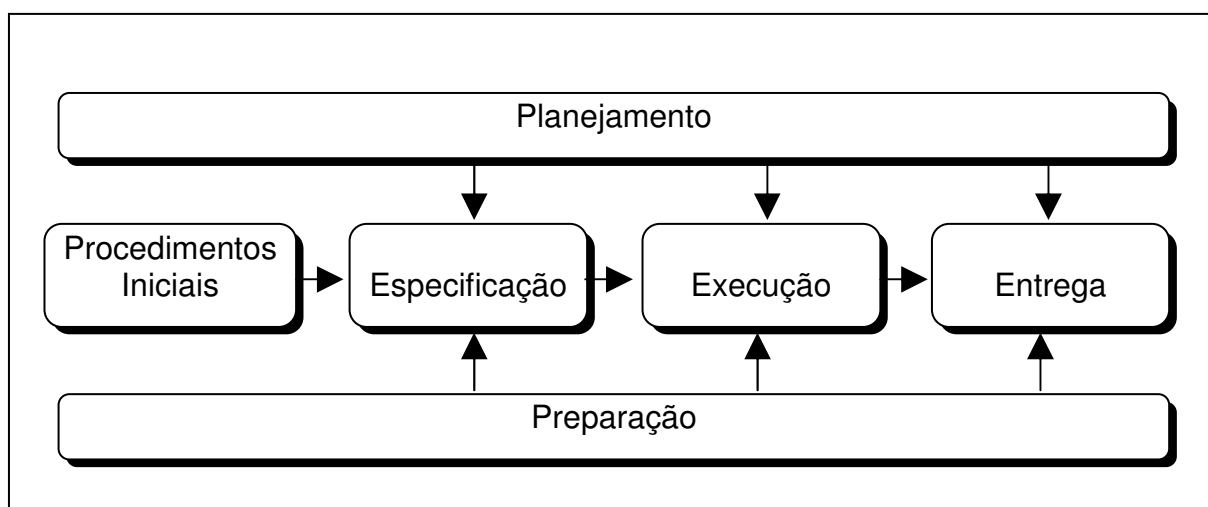 Planejamento
Procedimentos
Iniciais
Especificação
Execução
Entrega
Preparação